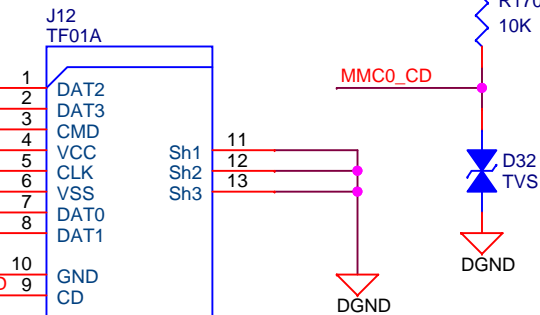 J12
TF01A
R170
10K
MMC0_CD
1 DAT2
2 DAT3
3 CMD
4 VCC
5 CLK
6 VSS
7 DAT0
8 DAT1
10 GND
9 CD
Sh1 11
Sh2 12
Sh3 13
D32
TVS
DGND
DGND